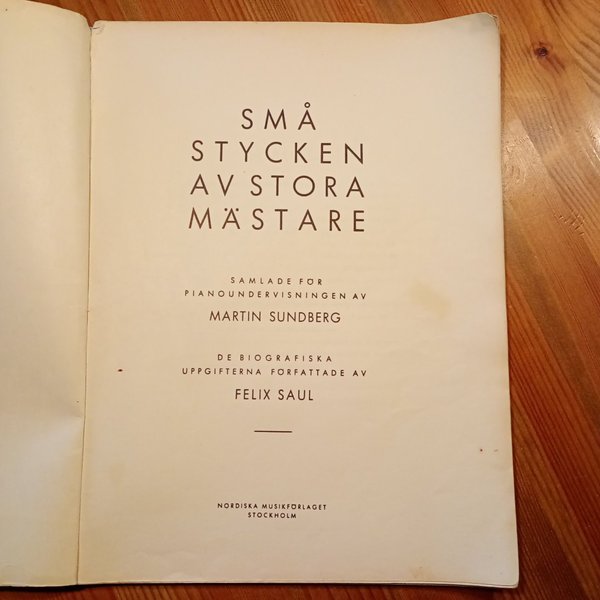 SMÅ
STYCKEN
AV STORA
MÄSTARE
SAMLADE FÖR
PIANOUNDERVISNINGEN AV
MARTIN SUNDBERG
DE BIOGRAFISKA
UPPGIFTERNA FÖRFATTADE AV
FELIX SAUL
NORDISKA MUSIKFÖRLAGET
STOCKHOLM